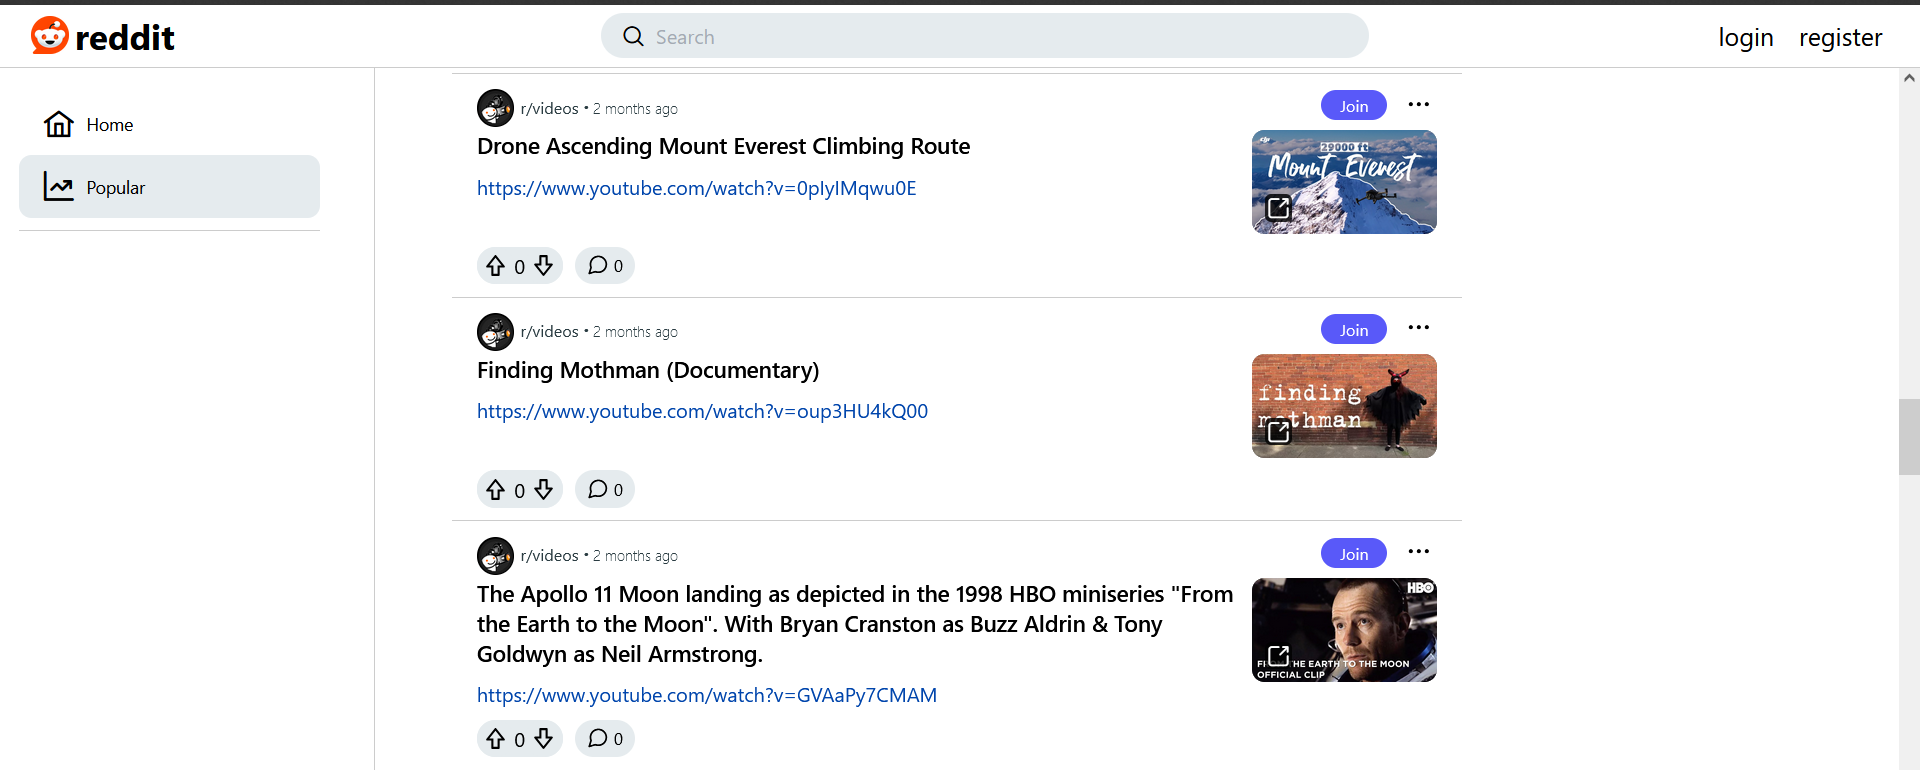 reddit
Search
login
register
Home
Popular
r/videos • 2 months ago
Join
Drone Ascending Mount Everest Climbing Route
https://www.youtube.com/watch?v=0pIyIMqwu0E
29000 ft
Mount Everest
0
0
r/videos • 2 months ago
Join
Finding Mothman (Documentary)
https://www.youtube.com/watch?v=oup3HU4kQ00
finding
mothman
0
0
r/videos • 2 months ago
Join
The Apollo 11 Moon landing as depicted in the 1998 HBO miniseries "From
the Earth to the Moon". With Bryan Cranston as Buzz Aldrin & Tony
Goldwyn as Neil Armstrong.
https://www.youtube.com/watch?v=GVAaPy7CMAM
HBO
HE EARTH TO THE MOON
OFFICIAL CLIP
0
0